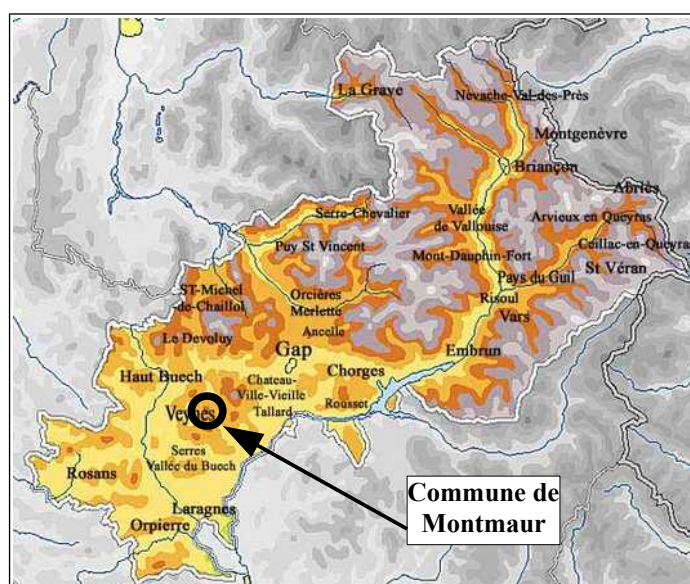 La Grave
Nevache-Val-des-Près
Montgenèvre
Briançon
Abriès
Serre-Chevalier
Vallée
de Vallouise
Arvieux en Queyras
Puy St Vincent
Mont-Dauphin-Fort
Ceillac-en-Queyras
Pays du Guil
St Véran
ST-Michel
-de-Chaillol
Orcières
Merlette
Risoul
Vars
Ancelle
Le Devoluy
Gap
Embrun
Chorges
Haut Buech
Chateau-
Ville-Vieille
Tallard
Rousset
Veynes
Serres
Vallée du Buech
Rosans
Laragnes
Orpierre
Commune de
Montmaur